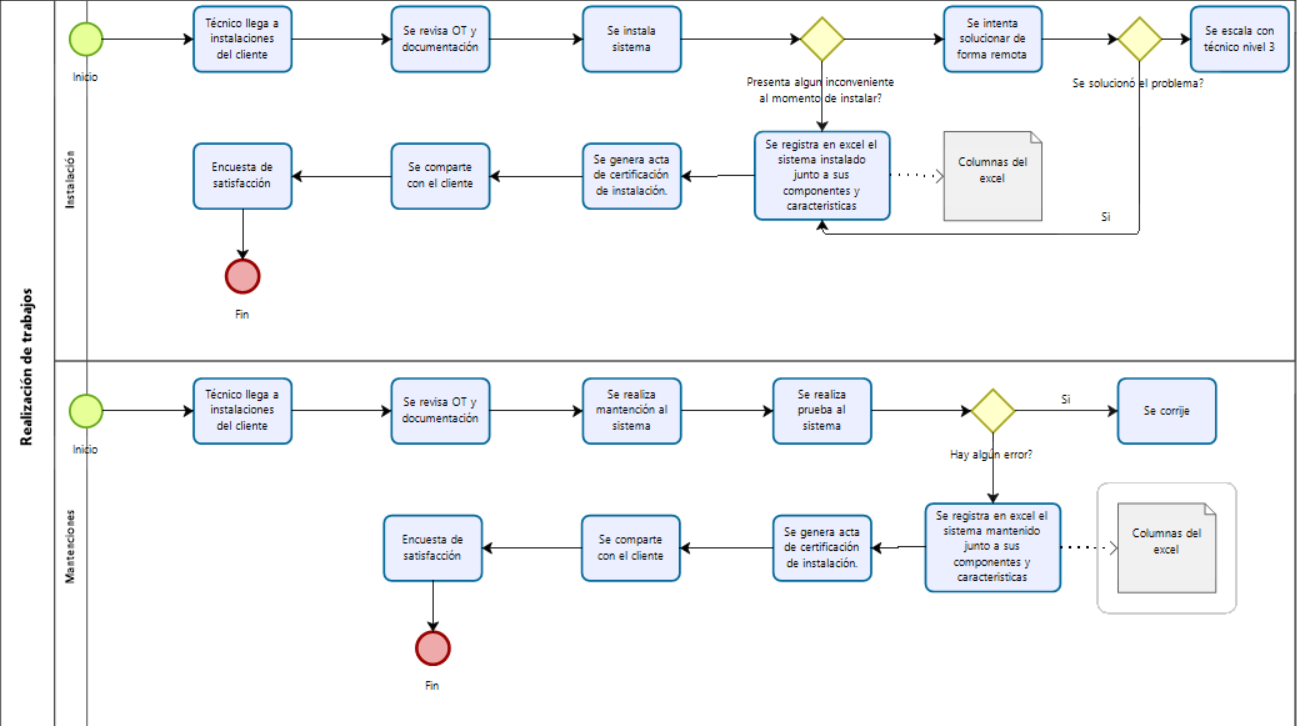 Realización de trabajos
Instalación
Inicio
Técnico llega a
instalaciones
del cliente
Se revisa OT y
documentación
Se instala
sistema
Presenta algun inconveniente
al momento de instalar?
Se intenta
solucionar de
forma remota
Se solucionó el problema?
Se escala con
técnico nivel 3
Si
Se registra en excel el
sistema instalado
junto a sus
componentes y
caracteristicas
Columnas del
excel
Se genera acta
de certificación
de instalación.
Se comparte
con el cliente
Encuesta de
satisfacción
Fin
Mantenciones
Inicio
Técnico llega a
instalaciones
del cliente
Se revisa OT y
documentación
Se realiza
mantención al
sistema
Se realiza
prueba al
sistema
Hay algún error?
Si
Se corrije
Se registra en excel el
sistema mantenido
junto a sus
componentes y
caracteristicas
Columnas del
excel
Se genera acta
de certificación
de instalación.
Se comparte
con el cliente
Encuesta de
satisfacción
Fin